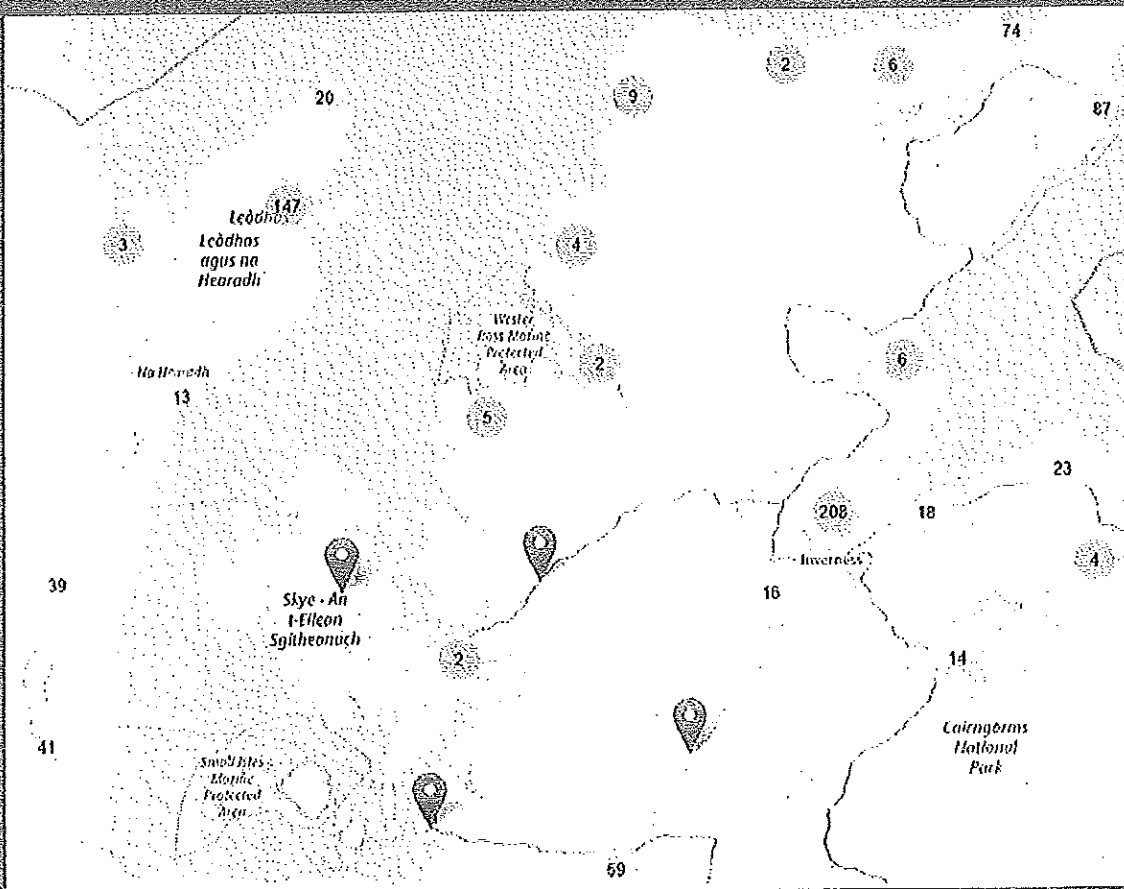 74
2
6
20
9
87
147
Leòdhas
3
Leòdhas
agus na
Hearadh
4
Wester
Ross Marine
Protected
Area
2
6
Na Hearadh
13
5
23
208
18
Inverness
4
39
16
Skye - An
t-Eilean
Sgitheanach
2
14
41
Cairngorms
National
Park
Small Isles
Marine
Protected
Area
59